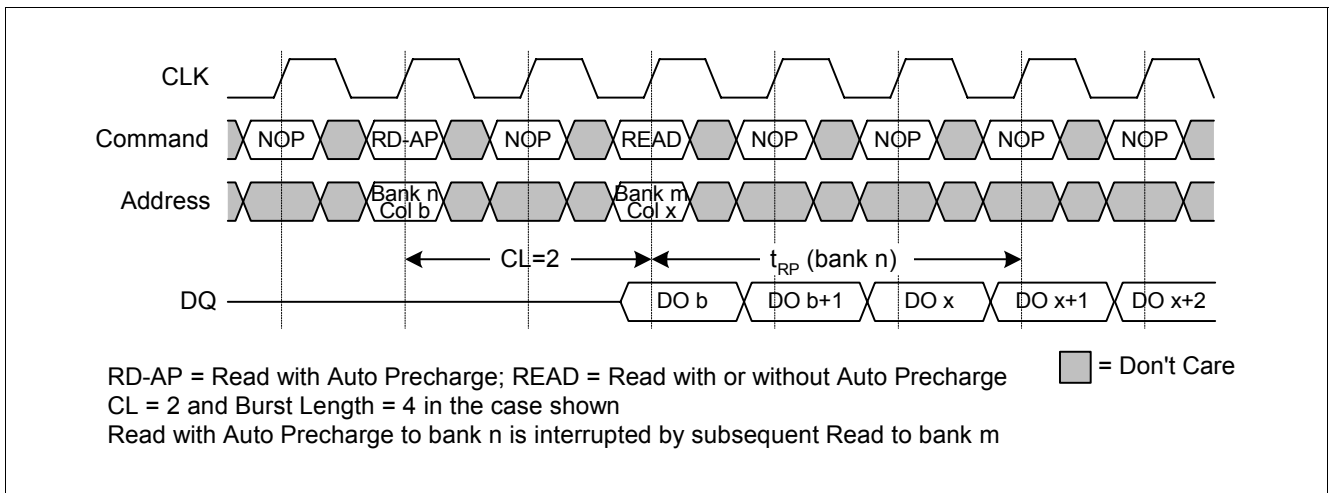 CLK
Command NOP RD-AP NOP READ NOP NOP NOP NOP
Address Bank n Bank m
Col b Col x
CL=2 tRP (bank n)
DQ DO b DO b+1 DO x DO x+1 DO x+2
RD-AP = Read with Auto Precharge; READ = Read with or without Auto Precharge
= Don't Care
CL = 2 and Burst Length = 4 in the case shown
Read with Auto Precharge to bank n is interrupted by subsequent Read to bank m